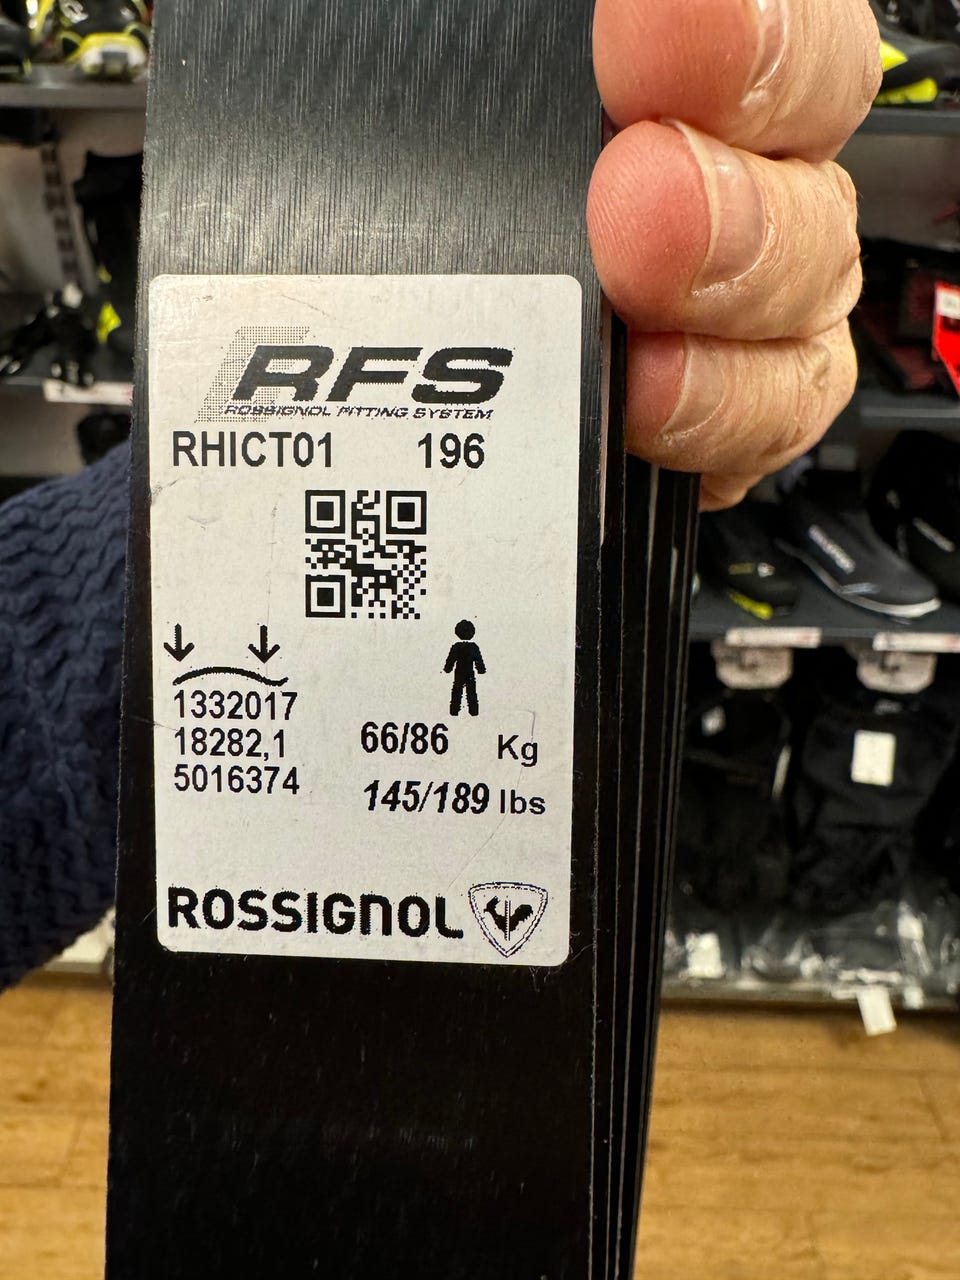 RFS
ROSSIGNOL FITTING SYSTEM
RHICT01 196
1332017
18282,1
5016374
66/86 Kg
145/189 lbs
ROSSIGNOL